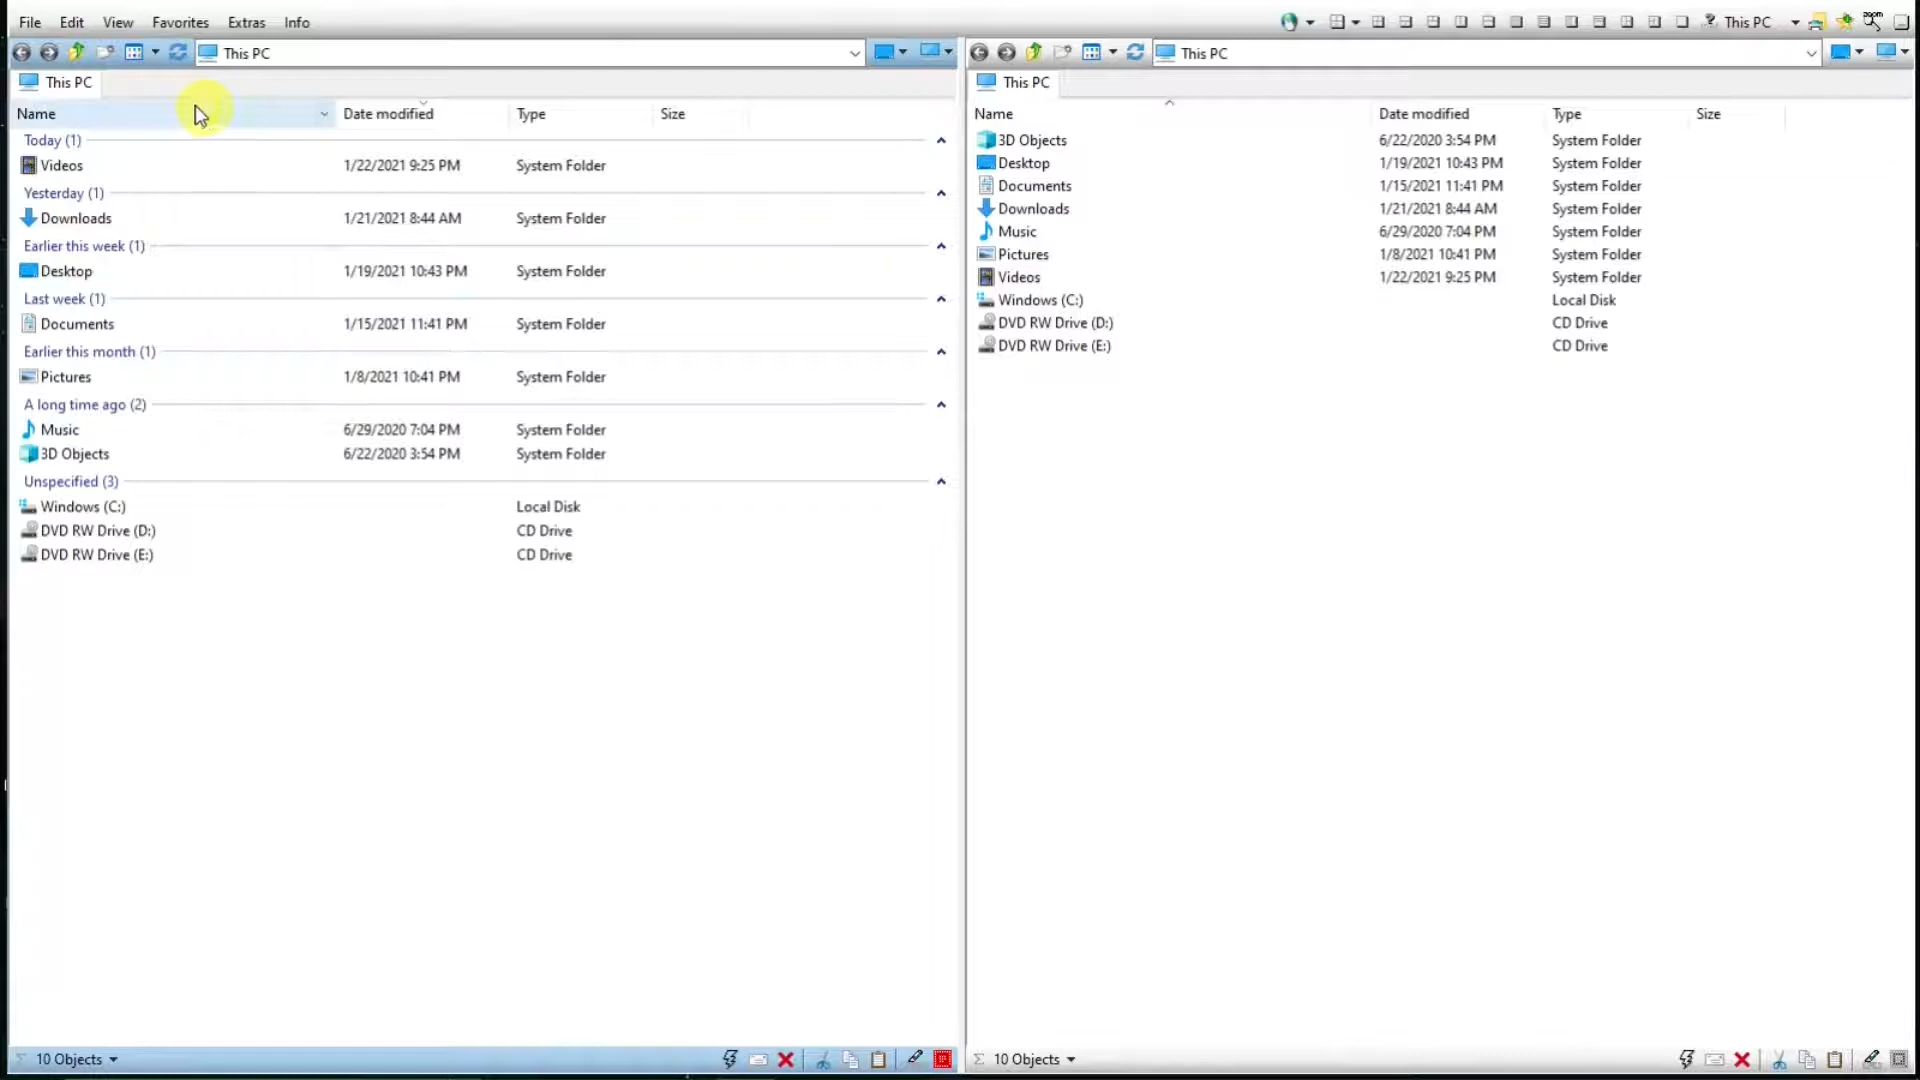 File Edit View Favorites Extras Info This PC zoom
This PC
This PC
Name Date modified Type Size
Today (1)
Videos 1/22/2021 9:25 PM System Folder
Yesterday (1)
Downloads 1/21/2021 8:44 AM System Folder
Earlier this week (1)
Desktop 1/19/2021 10:43 PM System Folder
Last week (1)
Documents 1/15/2021 11:41 PM System Folder
Earlier this month (1)
Pictures 1/8/2021 10:41 PM System Folder
A long time ago (2)
Music 6/29/2020 7:04 PM System Folder
3D Objects 6/22/2020 3:54 PM System Folder
Unspecified (3)
Windows (C:) Local Disk
DVD RW Drive (D:) CD Drive
DVD RW Drive (E:) CD Drive
10 Objects
This PC
This PC
Name Date modified Type Size
3D Objects 6/22/2020 3:54 PM System Folder
Desktop 1/19/2021 10:43 PM System Folder
Documents 1/15/2021 11:41 PM System Folder
Downloads 1/21/2021 8:44 AM System Folder
Music 6/29/2020 7:04 PM System Folder
Pictures 1/8/2021 10:41 PM System Folder
Videos 1/22/2021 9:25 PM System Folder
Windows (C:) Local Disk
DVD RW Drive (D:) CD Drive
DVD RW Drive (E:) CD Drive
10 Objects